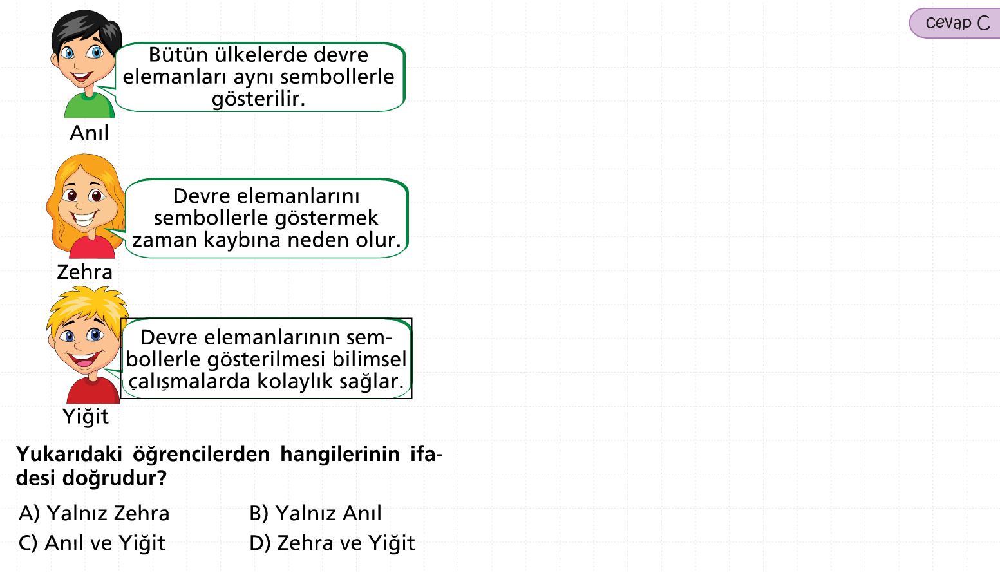 cevap C
Bütün ülkelerde devre
elemanları aynı sembollerle
gösterilir.
Anıl
Devre elemanlarını
sembollerle göstermek
zaman kaybına neden olur.
Zehra
Devre elemanlarının sem-
bollerle gösterilmesi bilimsel
çalışmalarda kolaylık sağlar.
Yiğit
Yukarıdaki öğrencilerden hangilerinin ifa-
desi doğrudur?
A) Yalnız Zehra B) Yalnız Anıl
C) Anıl ve Yiğit D) Zehra ve Yiğit